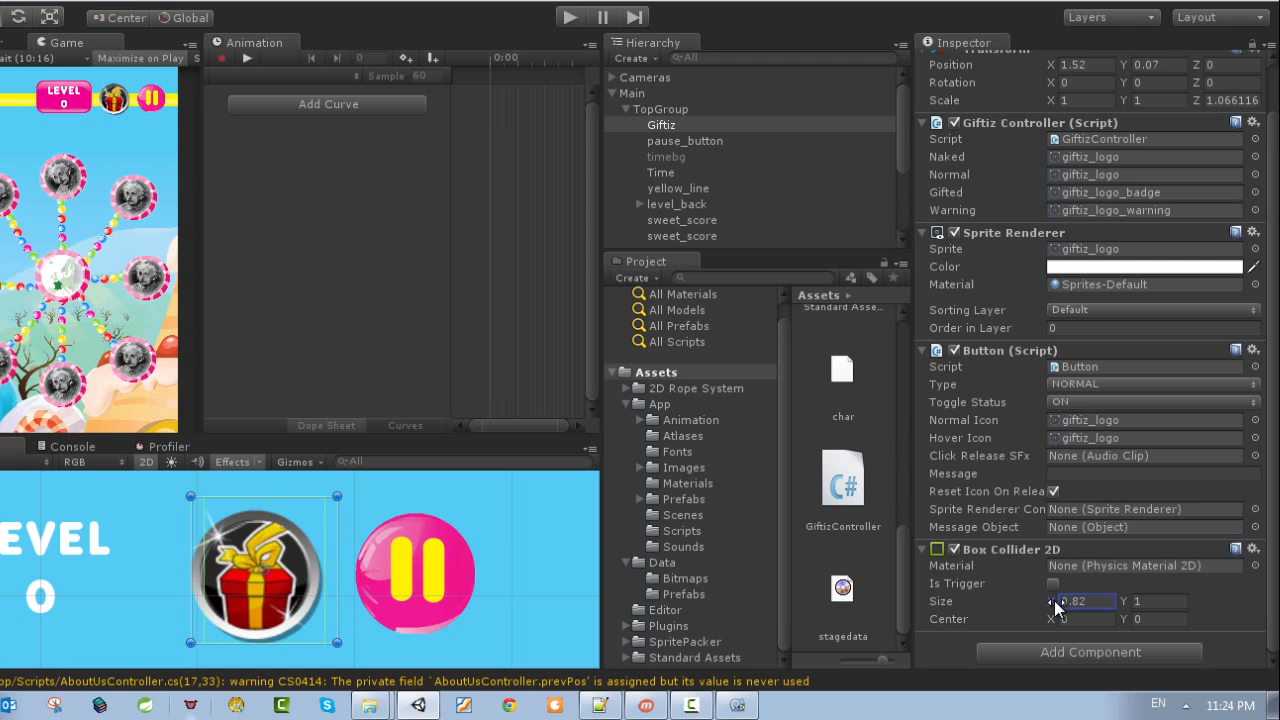 Center
Global
Layers
Layout
Game
Animation
Hierarchy
Inspector
ait (10:16)
Maximize on Play
S
0
0:00
Create
All
Sample 60
Add Curve
LEVEL
0
Cameras
Main
TopGroup
Giftiz
pause_button
timebg
Time
yellow_line
level_back
sweet_score
sweet_score
Transform
Position X 1.52 Y 0.07 Z 0
Rotation X 0 Y 0 Z 0
Scale X 1 Y 1 Z 1.066116
Giftiz Controller (Script)
Script GiftizController
Naked giftiz_logo
Normal giftiz_logo
Gifted giftiz_logo_badge
Warning giftiz_logo_warning
Sprite Renderer
Sprite giftiz_logo
Color
Material Sprites-Default
Sorting Layer Default
Order in Layer 0
Button (Script)
Script Button
Type NORMAL
Toggle Status ON
Normal Icon giftiz_logo
Hover Icon giftiz_logo
Click Release SFx None (Audio Clip)
Message
Reset Icon On Relea
Sprite Renderer Con None (Sprite Renderer)
Message Object None (Object)
Box Collider 2D
Material None (Physics Material 2D)
Is Trigger
Size 0.82 Y 1
Center X 0 Y 0
Add Component
Project
Create
All Materials
All Models
All Prefabs
All Scripts
Assets
2D Rope System
App
Animation
Atlases
Fonts
Images
Materials
Prefabs
Scenes
Scripts
Sounds
Data
Bitmaps
Prefabs
Editor
Plugins
SpritePacker
Standard Assets
Assets
Standard Asse...
char
C#
GiftizController
stagedata
Dope Sheet
Curves
Console
Profiler
RGB
2D
Effects
Gizmos
All
EVEL
0
op/Scripts/AboutUsController.cs(17,33): warning CS0414: The private field `AboutUsController.prevPos' is assigned but its value is never used
EN
11:24 PM